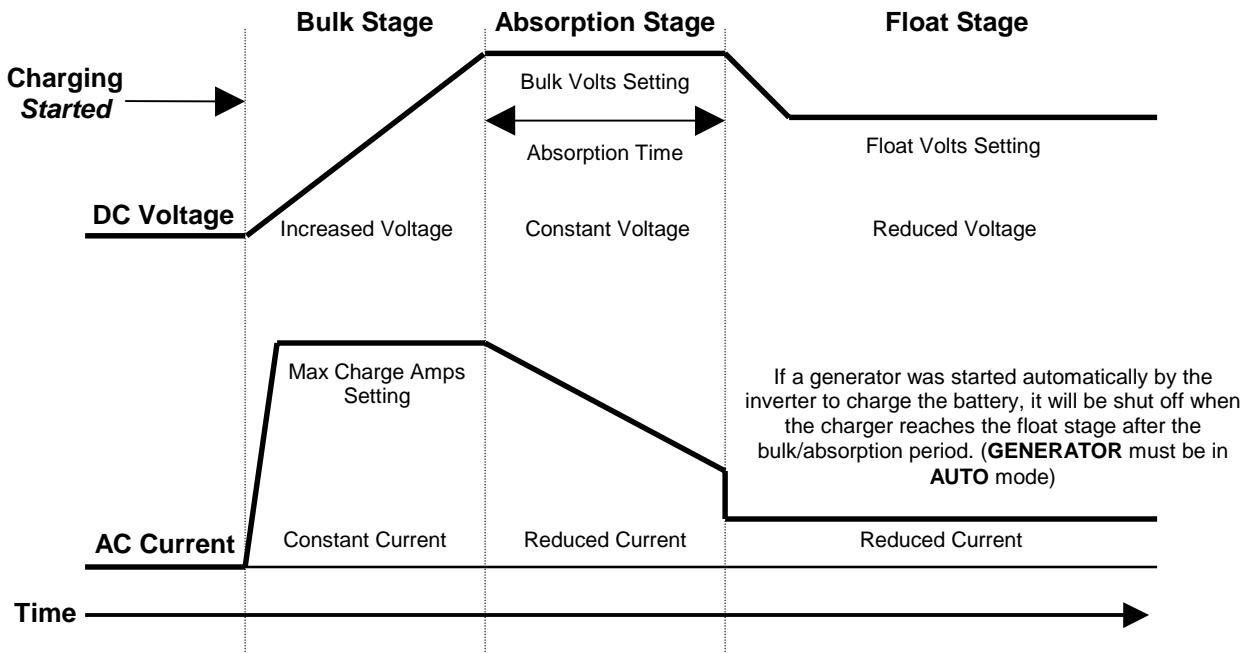 Bulk Stage
Absorption Stage
Float Stage
Charging
Started
Bulk Volts Setting
Absorption Time
Float Volts Setting
DC Voltage
Increased Voltage
Constant Voltage
Reduced Voltage
Max Charge Amps
Setting
If a generator was started automatically by the
inverter to charge the battery, it will be shut off when
the charger reaches the float stage after the
bulk/absorption period. (GENERATOR must be in
AUTO mode)
AC Current
Constant Current
Reduced Current
Reduced Current
Time